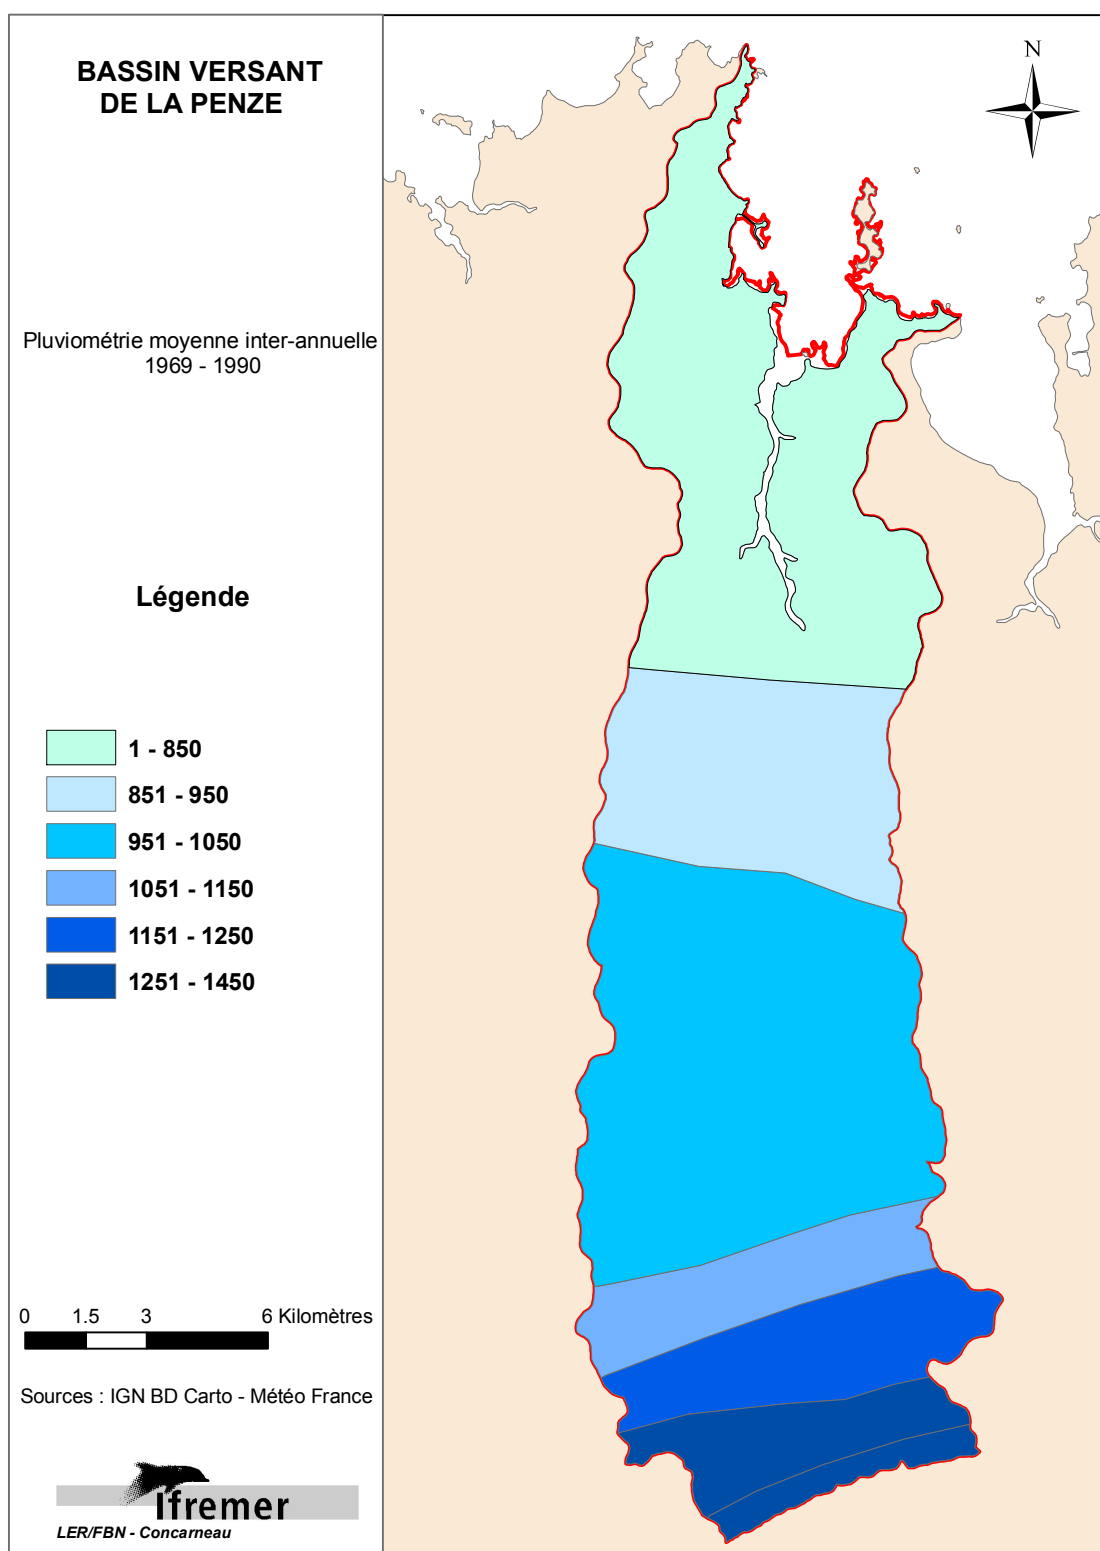 BASSIN VERSANT
DE LA PENZE
N
Pluviométrie moyenne inter-annuelle
1969 - 1990
Légende
1 - 850
851 - 950
951 - 1050
1051 - 1150
1151 - 1250
1251 - 1450
0 1.5 3 6 Kilomètres
Sources : IGN BD Carto - Météo France
Ifremer
LER/FBN - Concarneau